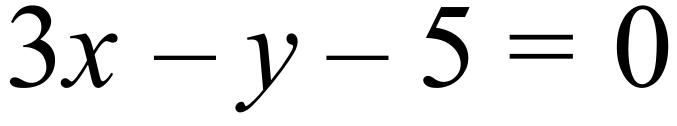 3x − y − 5 = 0